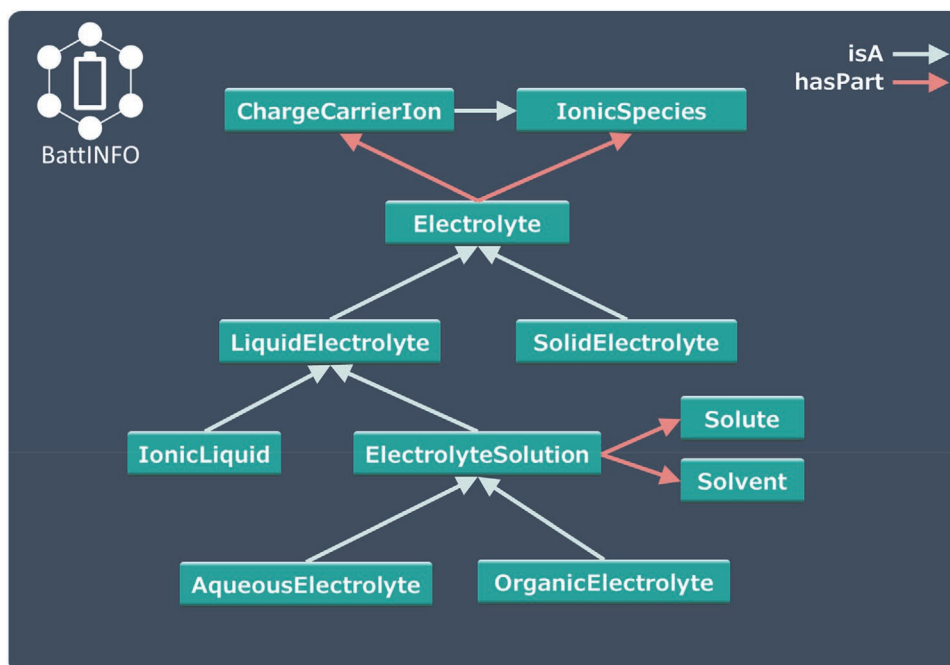 isA
hasPart
BattINFO
ChargeCarrierIon
IonicSpecies
Electrolyte
LiquidElectrolyte
SolidElectrolyte
Solute
IonicLiquid
ElectrolyteSolution
Solvent
AqueousElectrolyte
OrganicElectrolyte